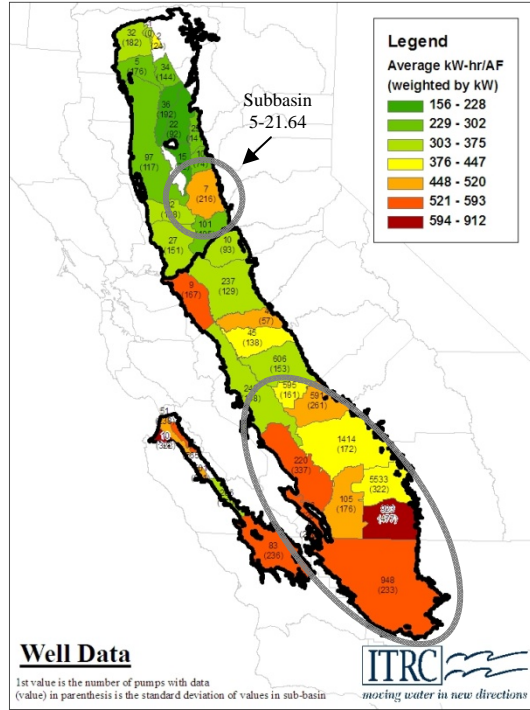 32
(182)
2
5
(176)
34
(144)
36
(192)
22
(92)
97
(117)
15
Subbasin
5-21.64
7
(216)
101
27
(151)
10
(93)
9
(167)
237
(129)
(57)
45
(138)
606
(153)
595
(161)
591
(261)
1414
(172)
220
(337)
5533
(322)
105
(176)
83
(236)
948
(233)
Legend
Average kW-hr/AF
(weighted by kW)
156 - 228
229 - 302
303 - 375
376 - 447
448 - 520
521 - 593
594 - 912
Well Data
1st value is the number of pumps with data
(value) in parenthesis is the standard deviation of values in sub-basin
ITRC
moving water in new directions